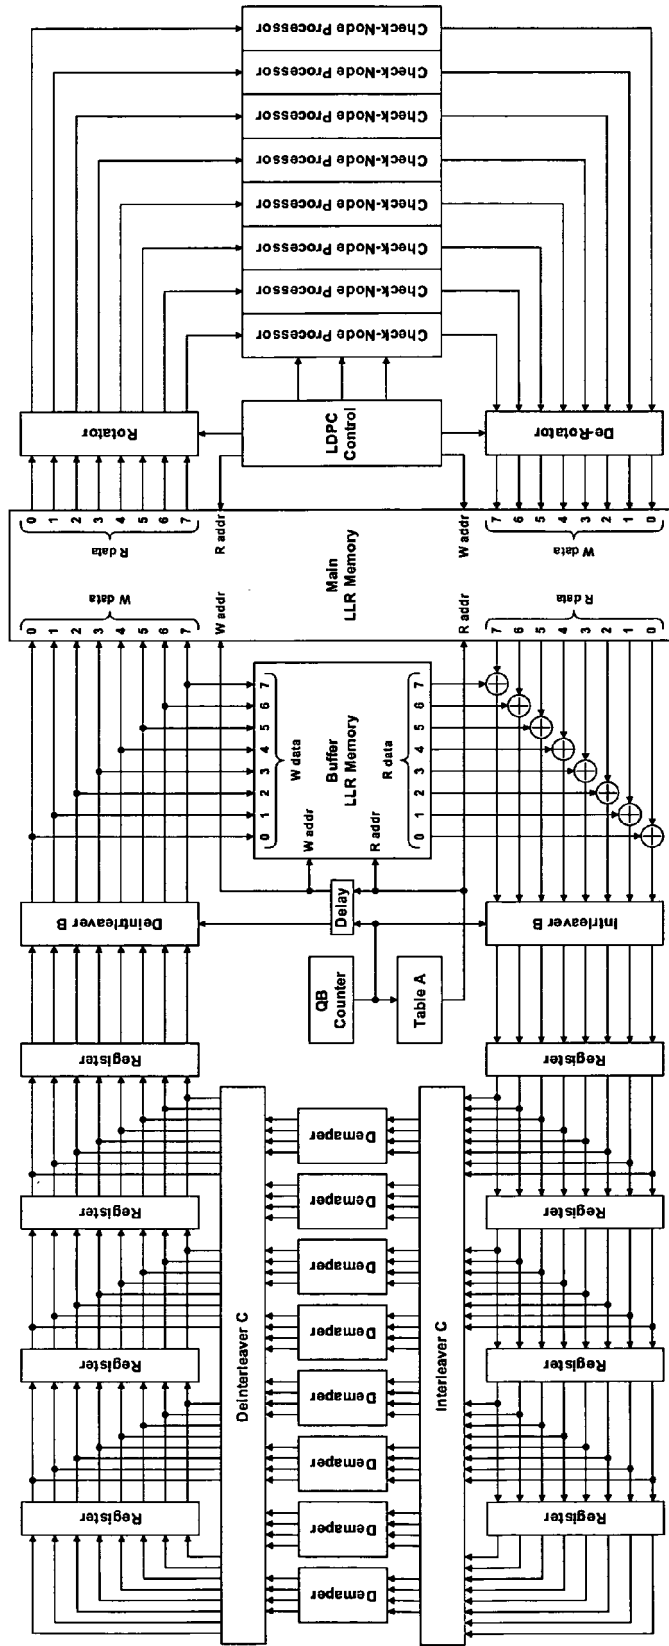 Check-Node Processor
Check-Node Processor
Check-Node Processor
Check-Node Processor
Check-Node Processor
Check-Node Processor
Check-Node Processor
Check-Node Processor
Rotator
LDPC
Control
De-Rotator
0
1
2
3
4
5
6
7
R data
R addr
W addr
7
6
5
4
3
2
1
0
W data
Main
LLR Memory
0
1
2
3
4
5
6
7
W data
W addr
R addr
7
6
5
4
3
2
1
0
R data
7
6
5
4
3
2
1
0
W data
W addr
Buffer
LLR Memory
7
6
5
4
3
2
1
0
R data
R addr
Deintrleaver B
Delay
Intrleaver B
QB
Counter
Table A
Register
Register
Register
Register
Deinterleaver C
Demaper
Demaper
Demaper
Demaper
Demaper
Demaper
Demaper
Demaper
Interleaver C
Register
Register
Register
Register